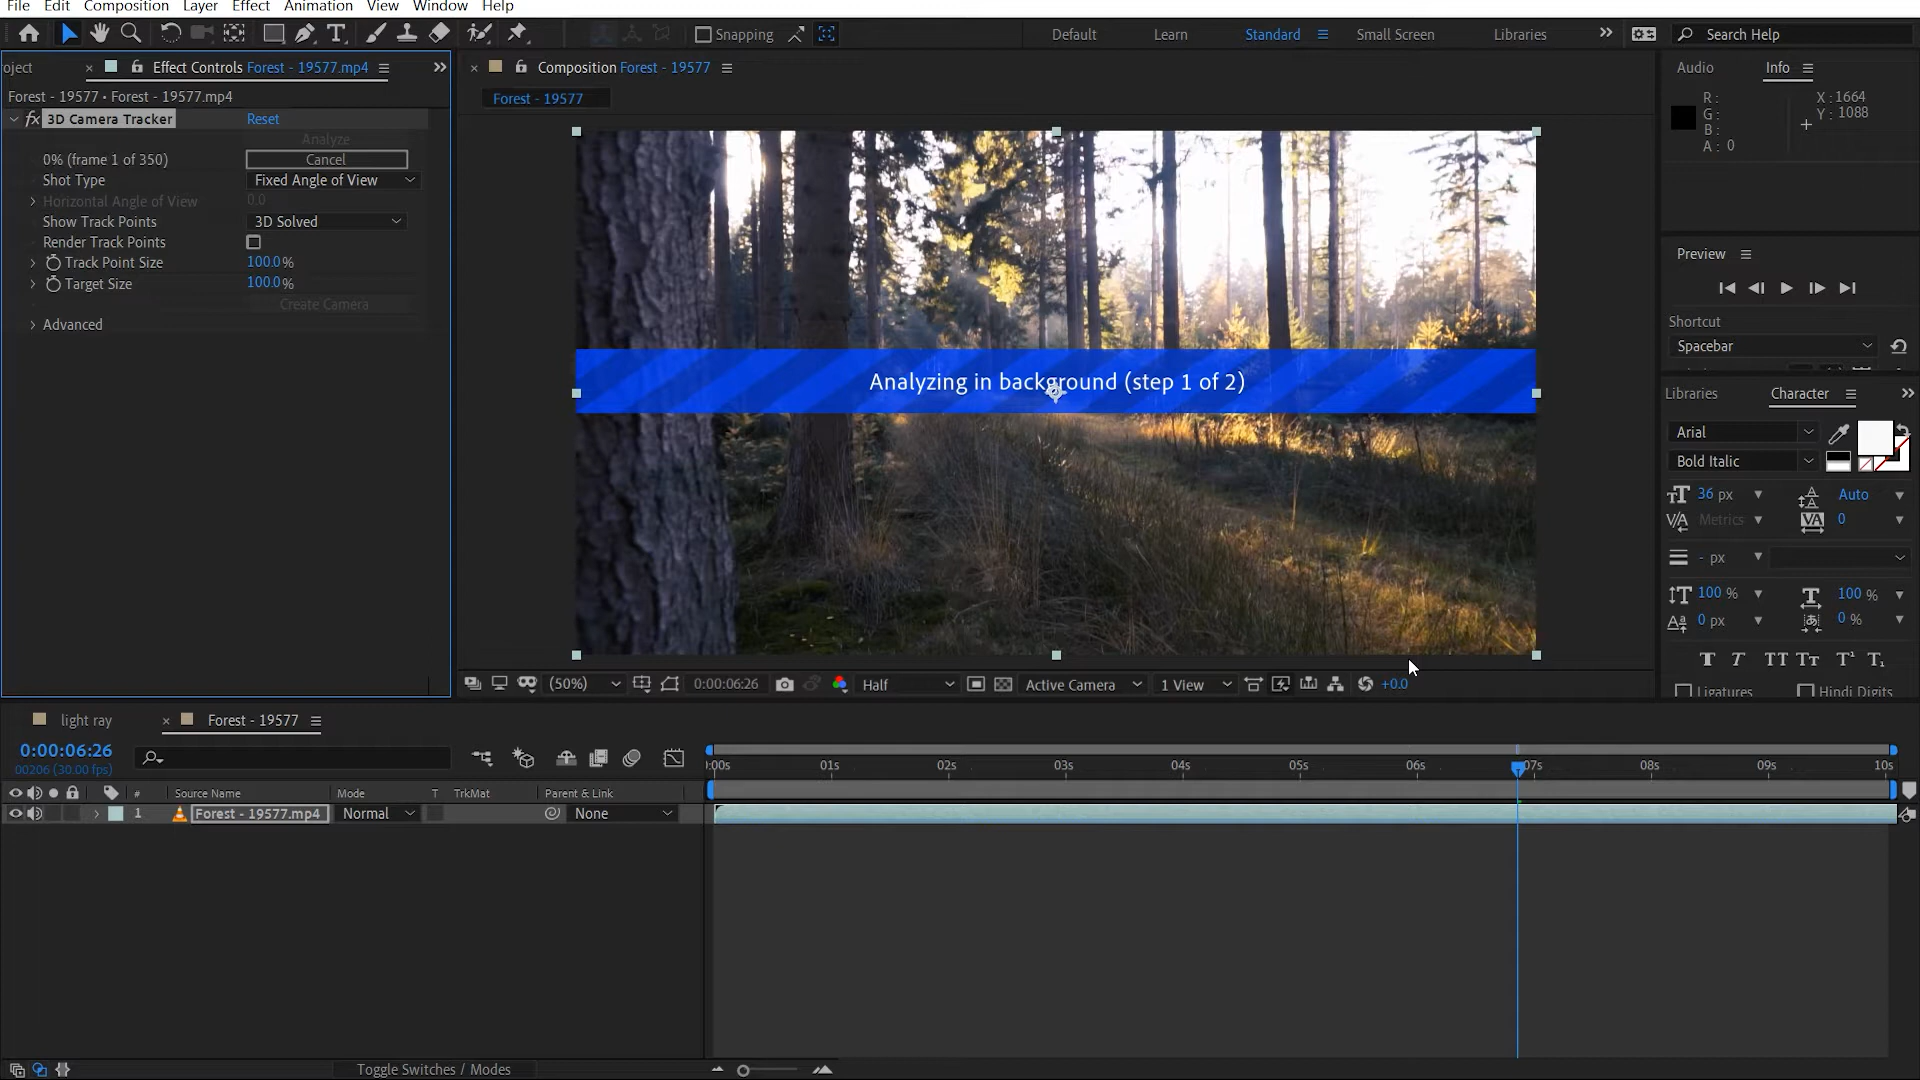 File Edit Composition Layer Effect Animation View Window Help
Snapping Default Learn Standard Small Screen Libraries Search Help
oject Effect Controls Forest - 19577.mp4
Composition Forest - 19577
Audio Info
Forest - 19577 • Forest - 19577.mp4
Forest - 19577
R :
G :
B :
A : 0
X : 1664
Y : 1088
fx 3D Camera Tracker Reset
Analyze
0% (frame 1 of 350) Cancel
Shot Type Fixed Angle of View
Horizontal Angle of View 0.0
Show Track Points 3D Solved
Render Track Points
Track Point Size 100.0%
Target Size 100.0%
Create Camera
Advanced
Analyzing in background (step 1 of 2)
Preview
Shortcut
Spacebar
Libraries Character
Arial
Bold Italic
36 px Auto
Metrics 0
- px
100 % 100 %
0 px 0 %
T T TT Tt T¹ T₁
Ligatures Hindi Digits
(50%) 0:00:06:26 Half Active Camera 1 View +0.0
light ray Forest - 19577
0:00:06:26
00206 (30.00 fps)
:00s 01s 02s 03s 04s 05s 06s 07s 08s 09s 10s
# Source Name Mode T TrkMat Parent & Link
1 Forest - 19577.mp4 Normal None
Toggle Switches / Modes